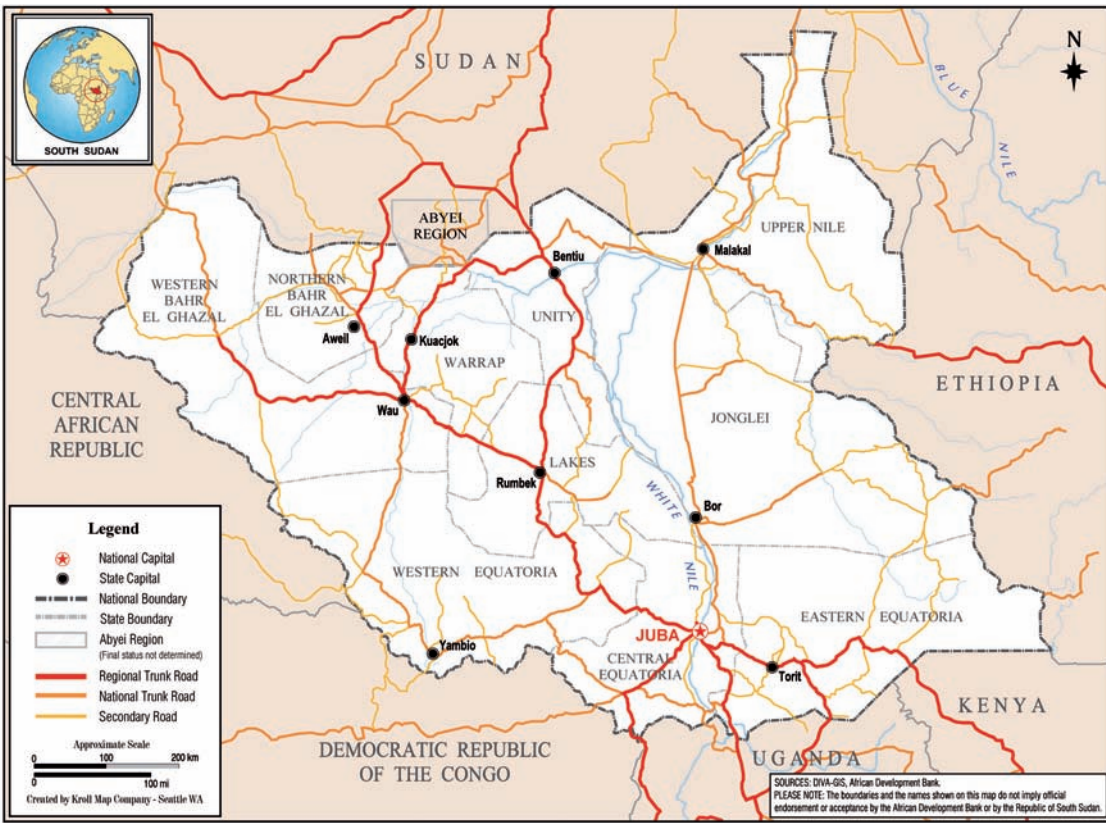 SOUTH SUDAN
SUDAN
N
BLUE
NILE
ABYEI
REGION
UPPER NILE
Malakal
Bentiu
WESTERN
BAHR
EL GHAZAL
NORTHERN
BAHR
EL GHAZAL
UNITY
Aweil
Kuacjok
WARRAP
ETHIOPIA
CENTRAL
AFRICAN
REPUBLIC
Wau
JONGLEI
LAKES
Rumbek
WHITE
NILE
Bor
WESTERN EQUATORIA
EASTERN EQUATORIA
JUBA
Yambio
CENTRAL
EQUATORIA
Torit
KENYA
DEMOCRATIC REPUBLIC
OF THE CONGO
UGANDA
Legend
National Capital
State Capital
National Boundary
State Boundary
Abyei Region
(Final status not determined)
Regional Trunk Road
National Trunk Road
Secondary Road
Approximate Scale
0 100 200 km
0 100 mi
Created by Kroll Map Company - Seattle WA
SOURCES: DIVA-GIS, African Development Bank.
PLEASE NOTE: The boundaries and the names shown on this map do not imply official
endorsement or acceptance by the African Development Bank or by the Republic of South Sudan.